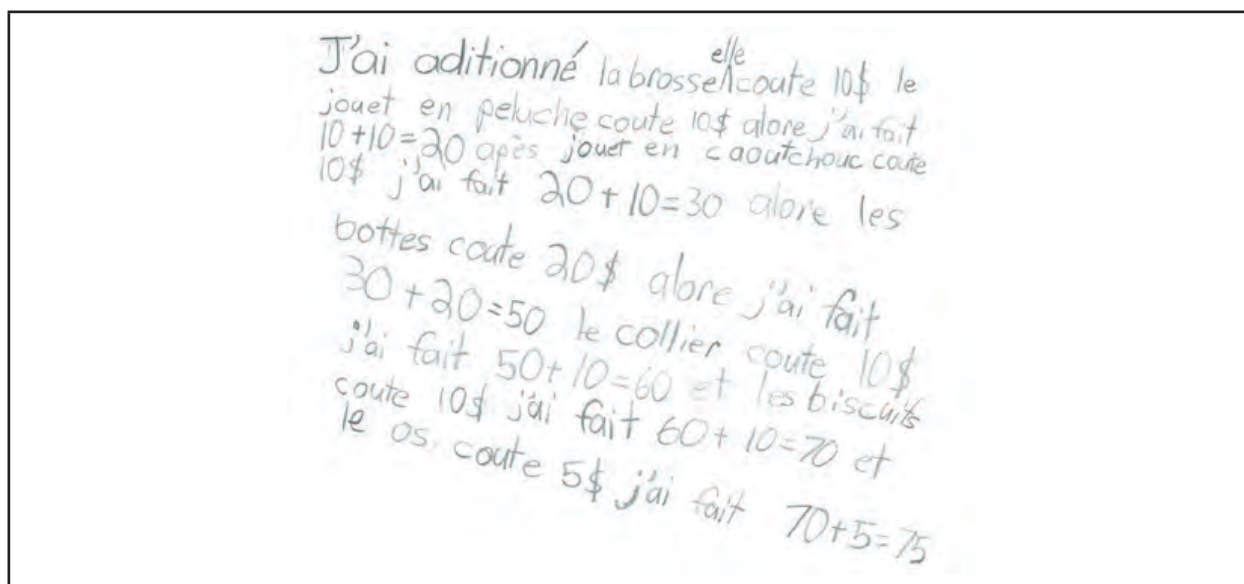 J'ai aditionné la brosse elle coute 10$ le
jouet en peluche coute 10$ alore j'ai fait
10+10=20 apès jouet en caoutchouc coute
10$ j'ai fait 20+10=30 alore les
bottes coute 20$ alore j'ai fait
30+20=50 le collier coute 10$
j'ai fait 50+10=60 et les biscuits
coute 10$ j'ai fait 60+10=70 et
le os. coute 5$ j'ai fait 70+5=75